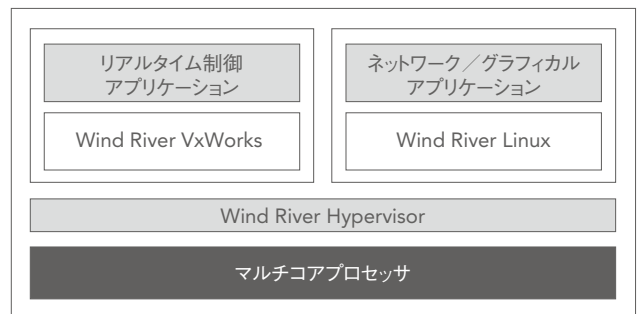 リアルタイム制御
アプリケーション
Wind River VxWorks
ネットワーク／グラフィカル
アプリケーション
Wind River Linux
Wind River Hypervisor
マルチコアプロセッサ